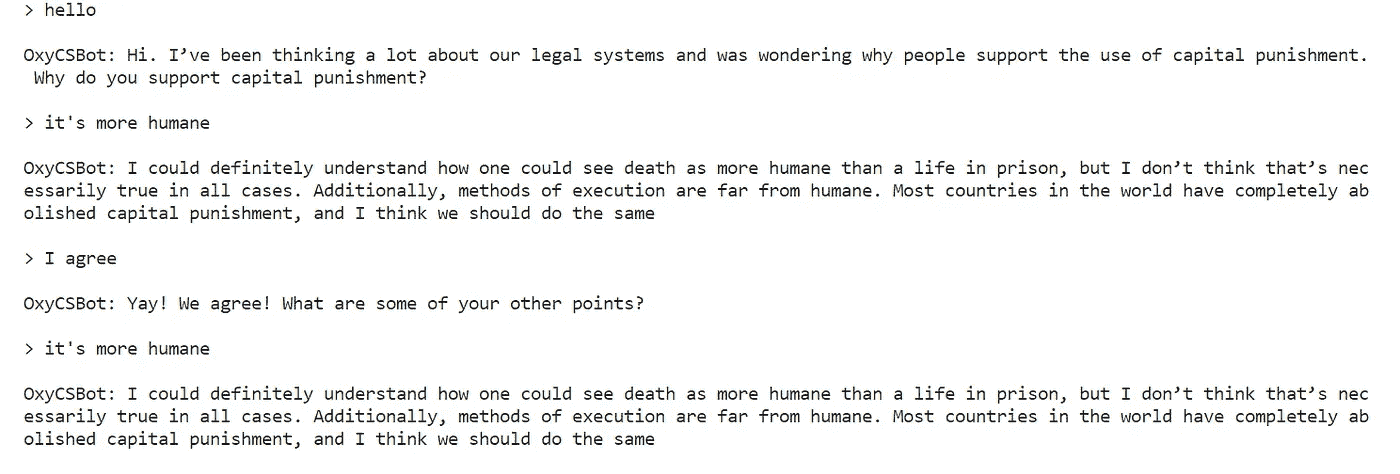 > hello
OxyCSBot: Hi. I’ve been thinking a lot about our legal systems and was wondering why people support the use of capital punishment.
Why do you support capital punishment?
> it's more humane
OxyCSBot: I could definitely understand how one could see death as more humane than a life in prison, but I don’t think that’s nec
essarily true in all cases. Additionally, methods of execution are far from humane. Most countries in the world have completely ab
olished capital punishment, and I think we should do the same
> I agree
OxyCSBot: Yay! We agree! What are some of your other points?
> it's more humane
OxyCSBot: I could definitely understand how one could see death as more humane than a life in prison, but I don’t think that’s nec
essarily true in all cases. Additionally, methods of execution are far from humane. Most countries in the world have completely ab
olished capital punishment, and I think we should do the same